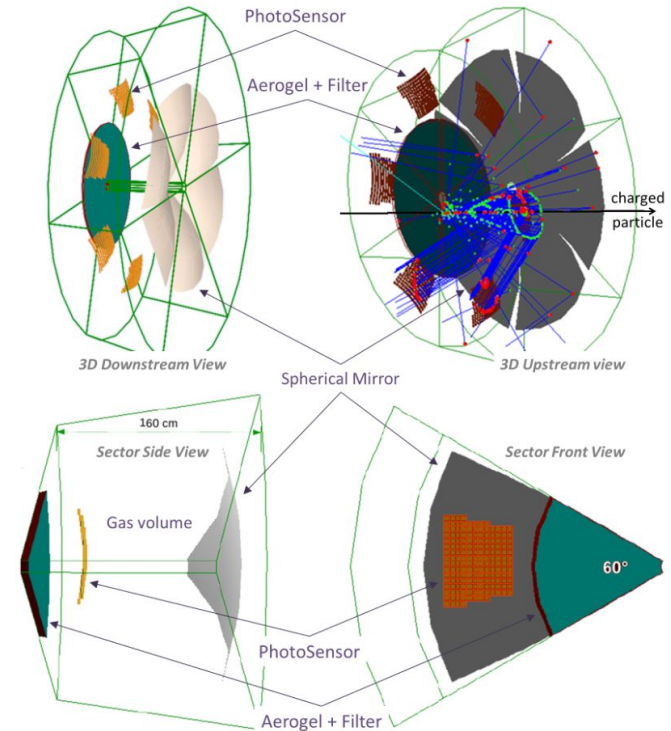 PhotoSensor
Aerogel + Filter
charged
particle
3D Downstream View
3D Upstream view
Spherical Mirror
160 cm
Sector Side View
Sector Front View
Gas volume
60°
PhotoSensor
Aerogel + Filter